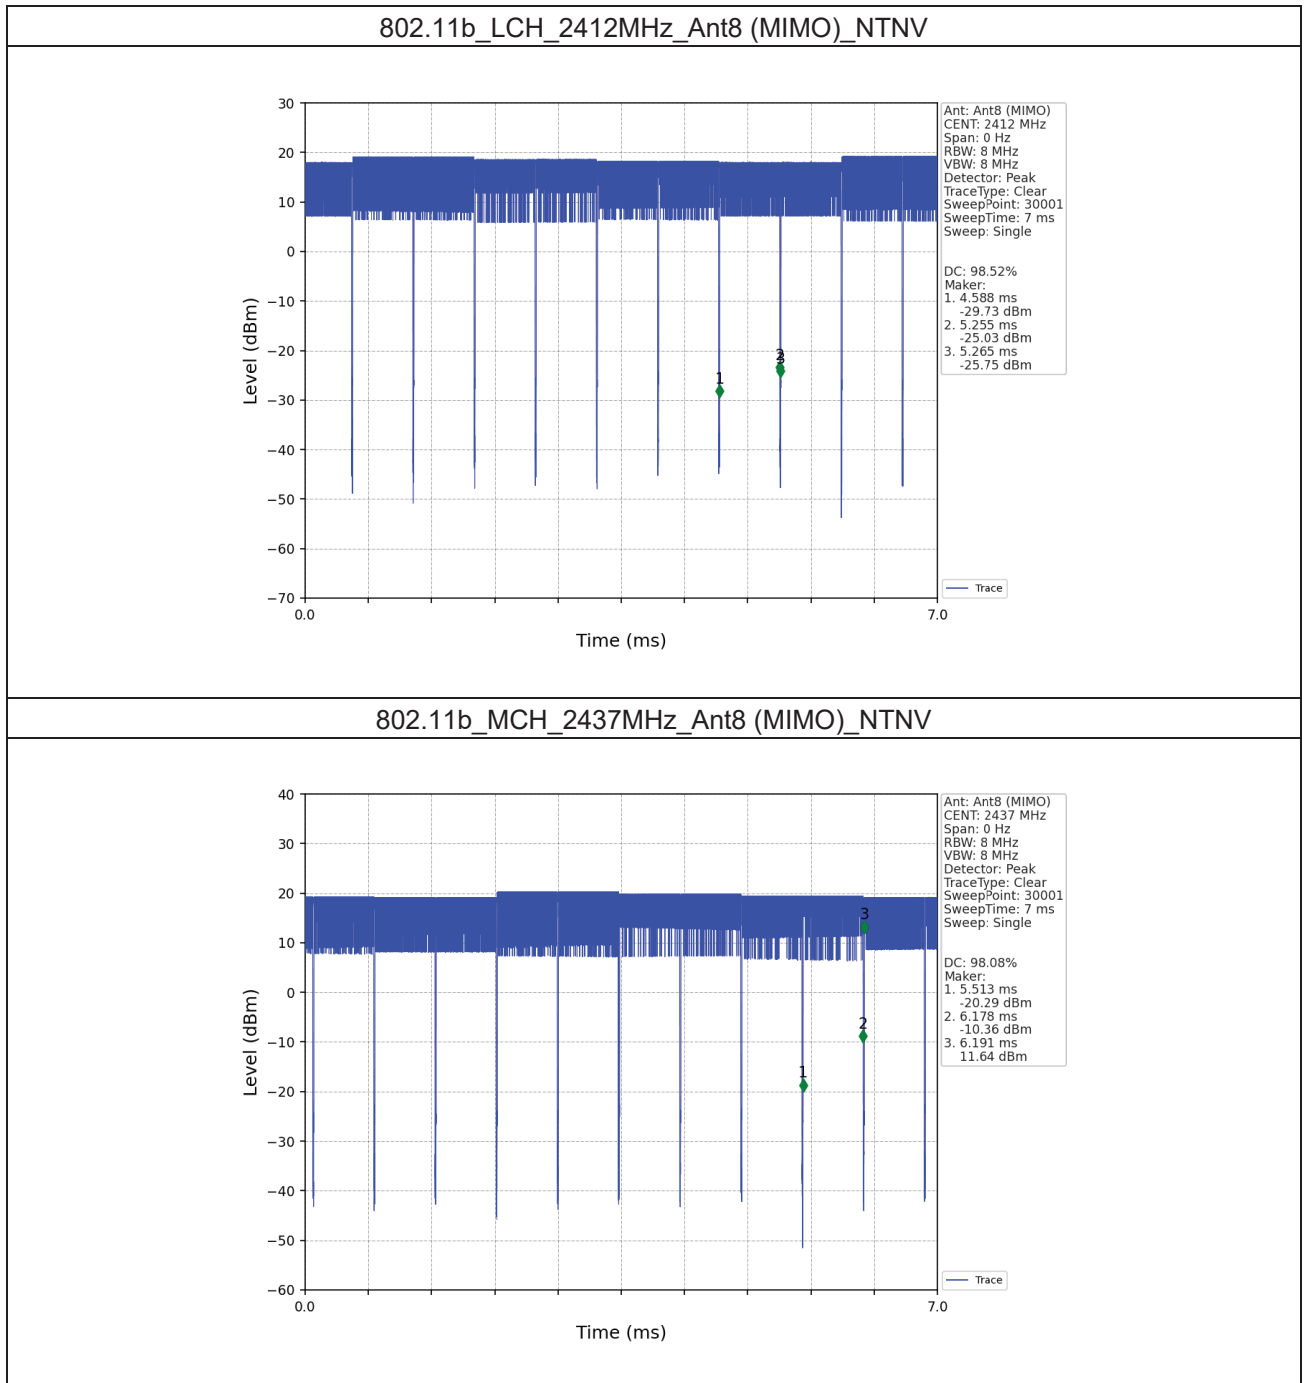 802.11b_LCH_2412MHz_Ant8 (MIMO)_NTNV
30
20
10
0
−10
−20
−30
−40
−50
−60
−70
Level (dBm)
0.0
7.0
Time (ms)
1
2
3
Ant: Ant8 (MIMO)
CENT: 2412 MHz
Span: 0 Hz
RBW: 8 MHz
VBW: 8 MHz
Detector: Peak
TraceType: Clear
SweepPoint: 30001
SweepTime: 7 ms
Sweep: Single
DC: 98.52%
Maker:
1. 4.588 ms
-29.73 dBm
2. 5.255 ms
-25.03 dBm
3. 5.265 ms
-25.75 dBm
Trace
802.11b_MCH_2437MHz_Ant8 (MIMO)_NTNV
40
30
20
10
0
−10
−20
−30
−40
−50
−60
Level (dBm)
0.0
7.0
Time (ms)
1
2
3
Ant: Ant8 (MIMO)
CENT: 2437 MHz
Span: 0 Hz
RBW: 8 MHz
VBW: 8 MHz
Detector: Peak
TraceType: Clear
SweepPoint: 30001
SweepTime: 7 ms
Sweep: Single
DC: 98.08%
Maker:
1. 5.513 ms
-20.29 dBm
2. 6.178 ms
-10.36 dBm
3. 6.191 ms
11.64 dBm
Trace